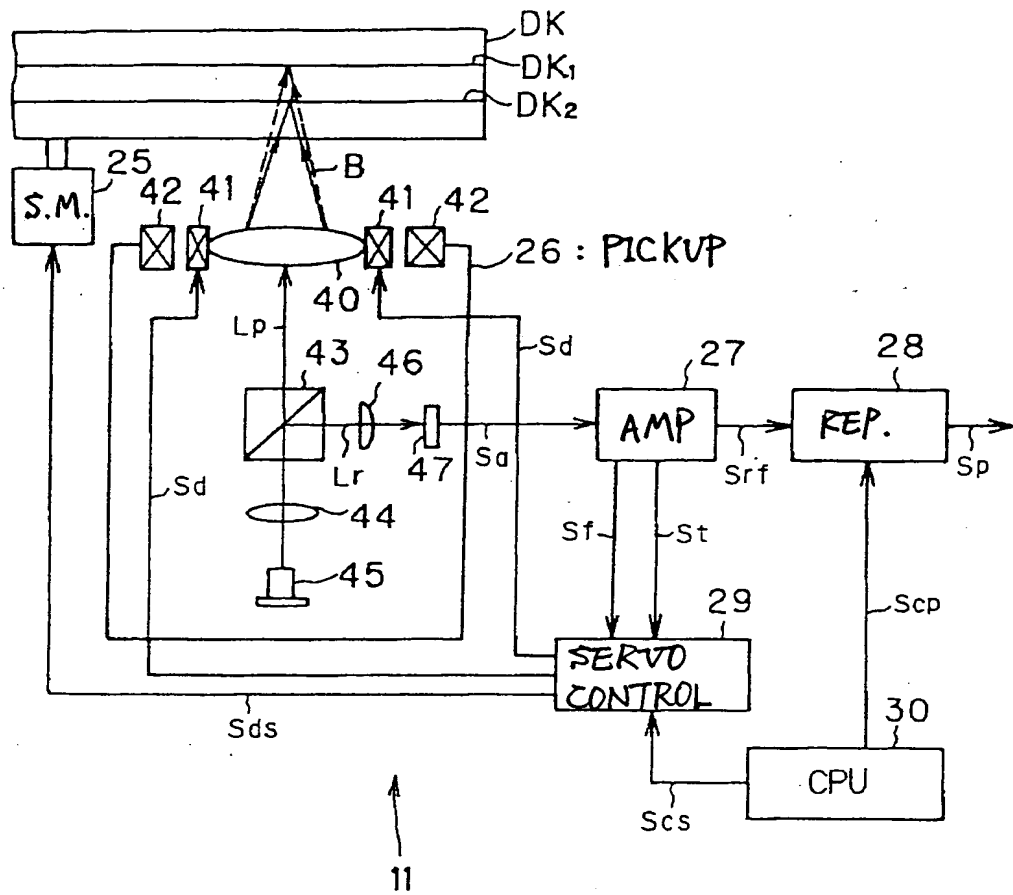 DK
DK1
DK2
B
25
S.M.
42
41
41
42
26 : PICKUP
40
Lp
43
46
Sd
27
28
AMP
REP.
Lr
47
Sa
Srf
Sp
Sd
44
Sf
St
45
29
Scp
SERVO
CONTROL
Sds
30
CPU
Scs
11